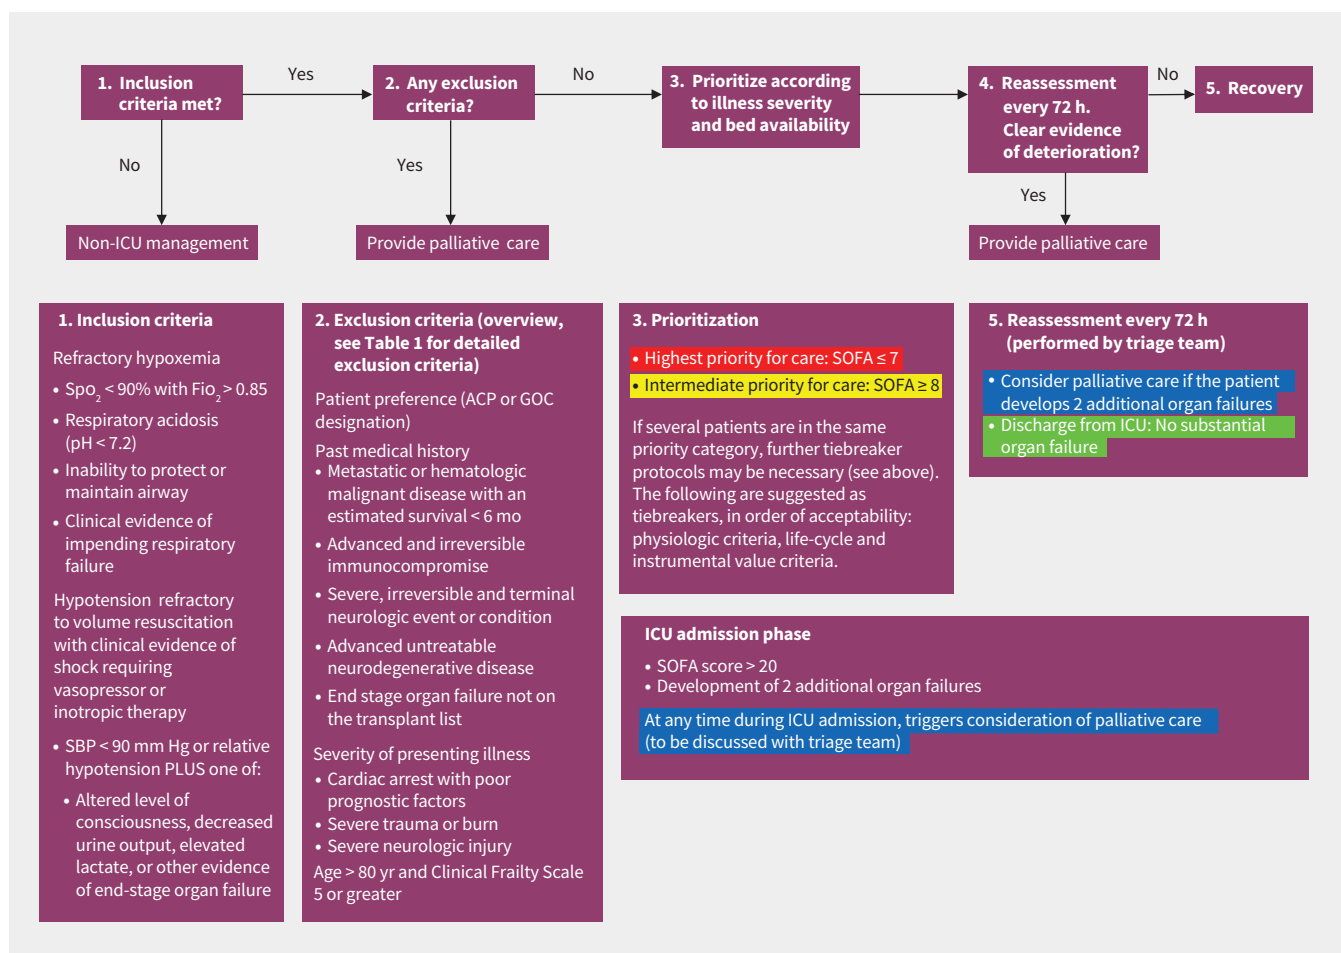 1. Inclusion
criteria met?
Yes
2. Any exclusion
criteria?
No
3. Prioritize according
to illness severity
and bed availability
4. Reassessment
every 72 h.
Clear evidence
of deterioration?
No
5. Recovery
No
Yes
Yes
Non-ICU management
Provide palliative care
Provide palliative care
1. Inclusion criteria
Refractory hypoxemia
• Spo2 < 90% with Fio2 > 0.85
• Respiratory acidosis
(pH < 7.2)
• Inability to protect or
maintain airway
• Clinical evidence of
impending respiratory
failure
Hypotension refractory
to volume resuscitation
with clinical evidence of
shock requiring
vasopressor or
inotropic therapy
• SBP < 90 mm Hg or relative
hypotension PLUS one of:
• Altered level of
consciousness, decreased
urine output, elevated
lactate, or other evidence
of end-stage organ failure
2. Exclusion criteria (overview,
see Table 1 for detailed
exclusion criteria)
Patient preference (ACP or GOC
designation)
Past medical history
• Metastatic or hematologic
malignant disease with an
estimated survival < 6 mo
• Advanced and irreversible
immunocompromise
• Severe, irreversible and terminal
neurologic event or condition
• Advanced untreatable
neurodegenerative disease
• End stage organ failure not on
the transplant list
Severity of presenting illness
• Cardiac arrest with poor
prognostic factors
• Severe trauma or burn
• Severe neurologic injury
Age > 80 yr and Clinical Frailty Scale
5 or greater
3. Prioritization
• Highest priority for care: SOFA ≤ 7
• Intermediate priority for care: SOFA ≥ 8
If several patients are in the same
priority category, further tiebreaker
protocols may be necessary (see above).
The following are suggested as
tiebreakers, in order of acceptability:
physiologic criteria, life-cycle and
instrumental value criteria.
5. Reassessment every 72 h
(performed by triage team)
• Consider palliative care if the patient
develops 2 additional organ failures
• Discharge from ICU: No substantial
organ failure
ICU admission phase
• SOFA score > 20
• Development of 2 additional organ failures
At any time during ICU admission, triggers consideration of palliative care
(to be discussed with triage team)